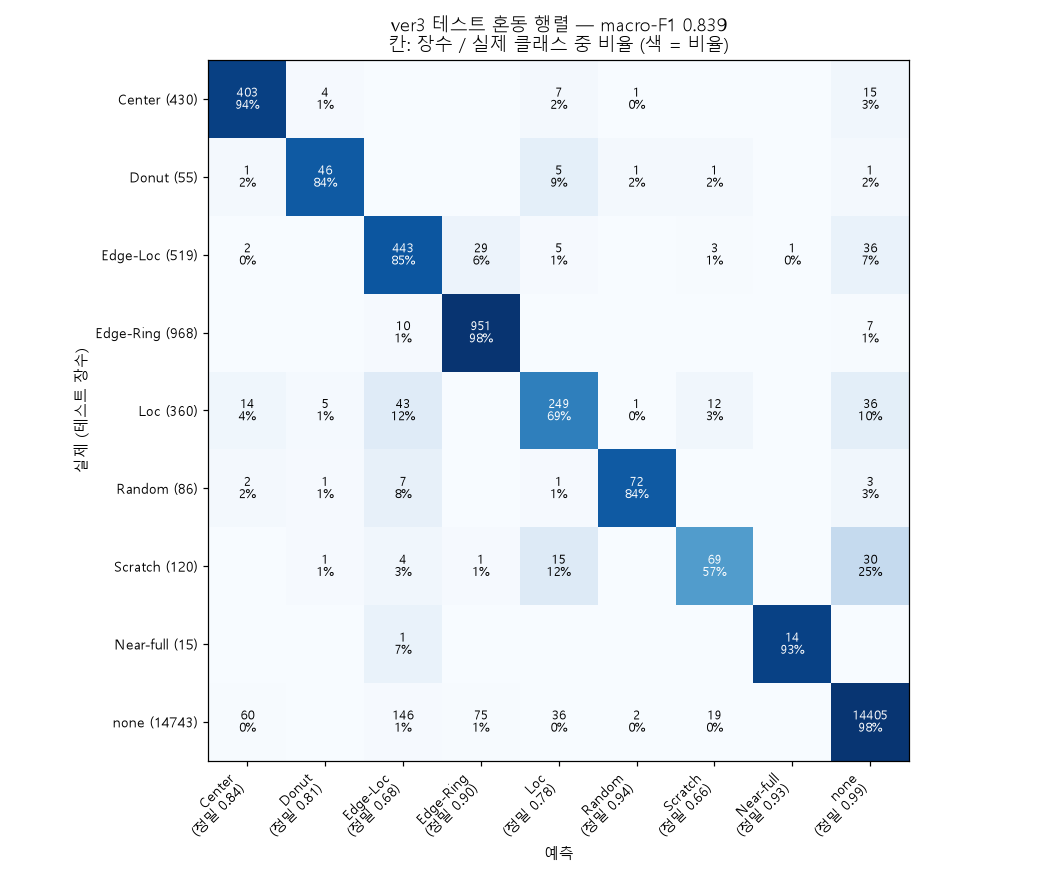 ver3 테스트 혼동 행렬 — macro-F1 0.839
칸: 장수 / 실제 클래스 중 비율 (색 = 비율)
실제 (테스트 장수)
Center (430)
403 4 7 1 15
94% 1% 2% 0% 3%
Donut (55)
1 46 5 1 1 1
2% 84% 9% 2% 2% 2%
Edge-Loc (519)
2 443 29 5 3 1 36
0% 85% 6% 1% 1% 0% 7%
Edge-Ring (968)
10 951 7
1% 98% 1%
Loc (360)
14 5 43 249 1 12 36
4% 1% 12% 69% 0% 3% 10%
Random (86)
2 1 7 1 72 3
2% 1% 8% 1% 84% 3%
Scratch (120)
1 4 1 15 69 30
1% 3% 1% 12% 57% 25%
Near-full (15)
1 14
7% 93%
none (14743)
60 146 75 36 2 19 14405
0% 1% 1% 0% 0% 0% 98%
Center
(정밀 0.84)
Donut
(정밀 0.81)
Edge-Loc
(정밀 0.68)
Edge-Ring
(정밀 0.90)
Loc
(정밀 0.78)
Random
(정밀 0.94)
Scratch
(정밀 0.66)
Near-full
(정밀 0.93)
none
(정밀 0.99)
예측